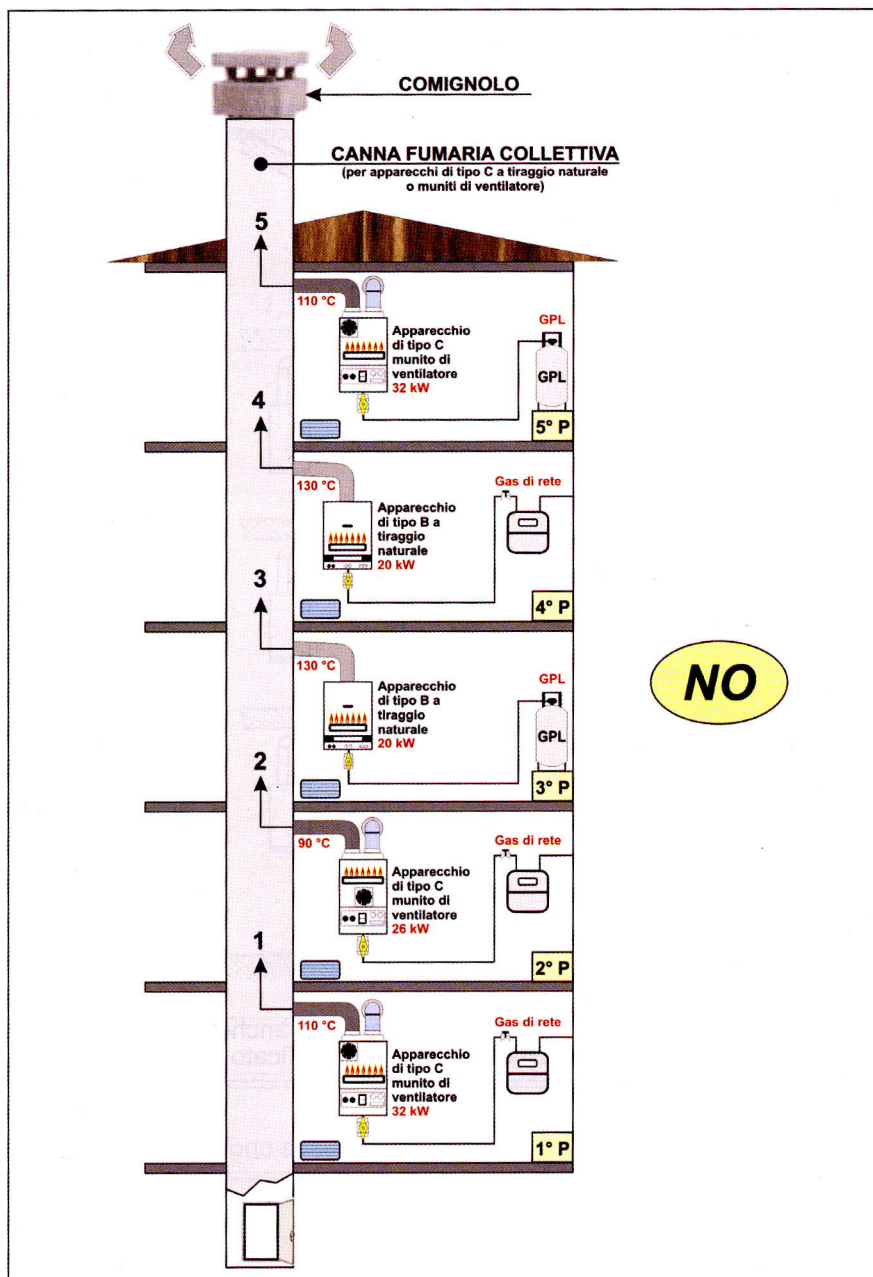 COMIGNOLO
CANNA FUMARIA COLLETTIVA
(per apparecchi di tipo C a tiraggio naturale
o muniti di ventilatore)
5
110 °C
Apparecchio
di tipo C
munito di
ventilatore
32 kW
GPL
GPL
5° P
4
130 °C
Apparecchio
di tipo B a
tiraggio
naturale
20 kW
Gas di rete
4° P
3
130 °C
Apparecchio
di tipo B a
tiraggio
naturale
20 kW
GPL
GPL
3° P
NO
2
90 °C
Apparecchio
di tipo C
munito di
ventilatore
26 kW
Gas di rete
2° P
1
110 °C
Apparecchio
di tipo C
munito di
ventilatore
32 kW
Gas di rete
1° P